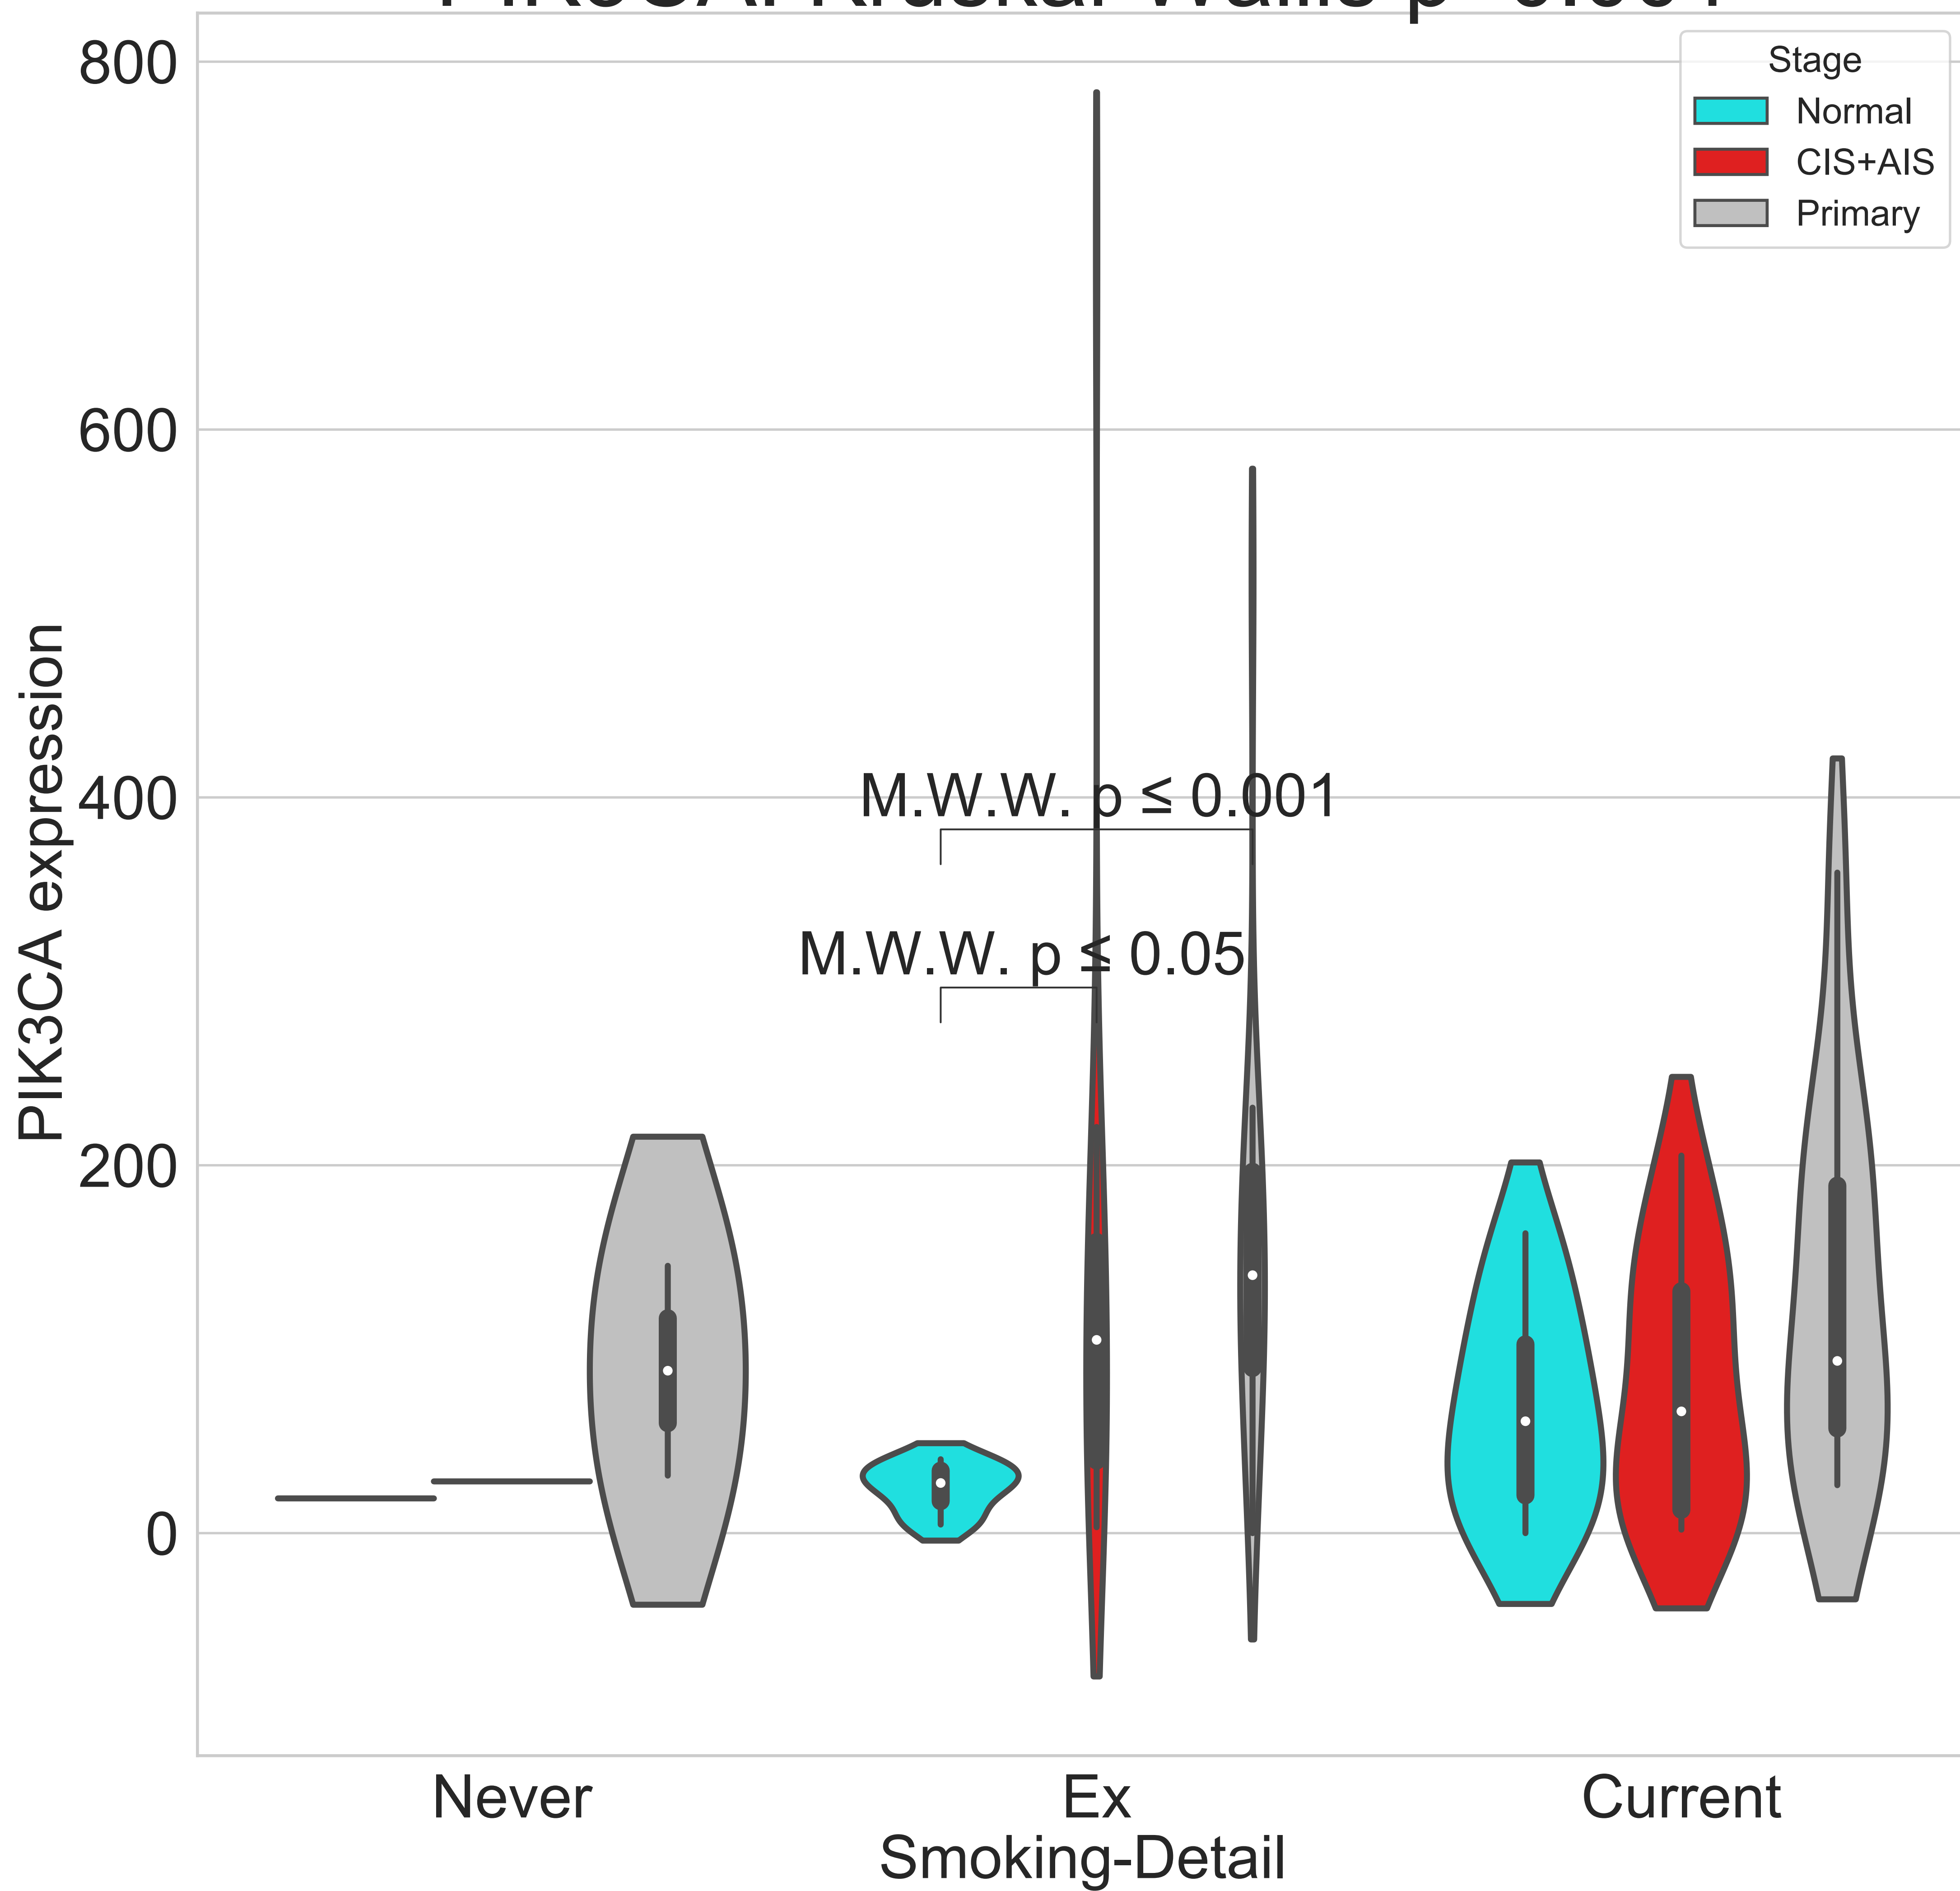 800
600
400
200
0
PIK3CA expression
Stage
Normal
CIS+AIS
Primary
M.W.W. p ≤ 0.001
M.W.W. p ≤ 0.05
Never
Ex
Current
Smoking-Detail